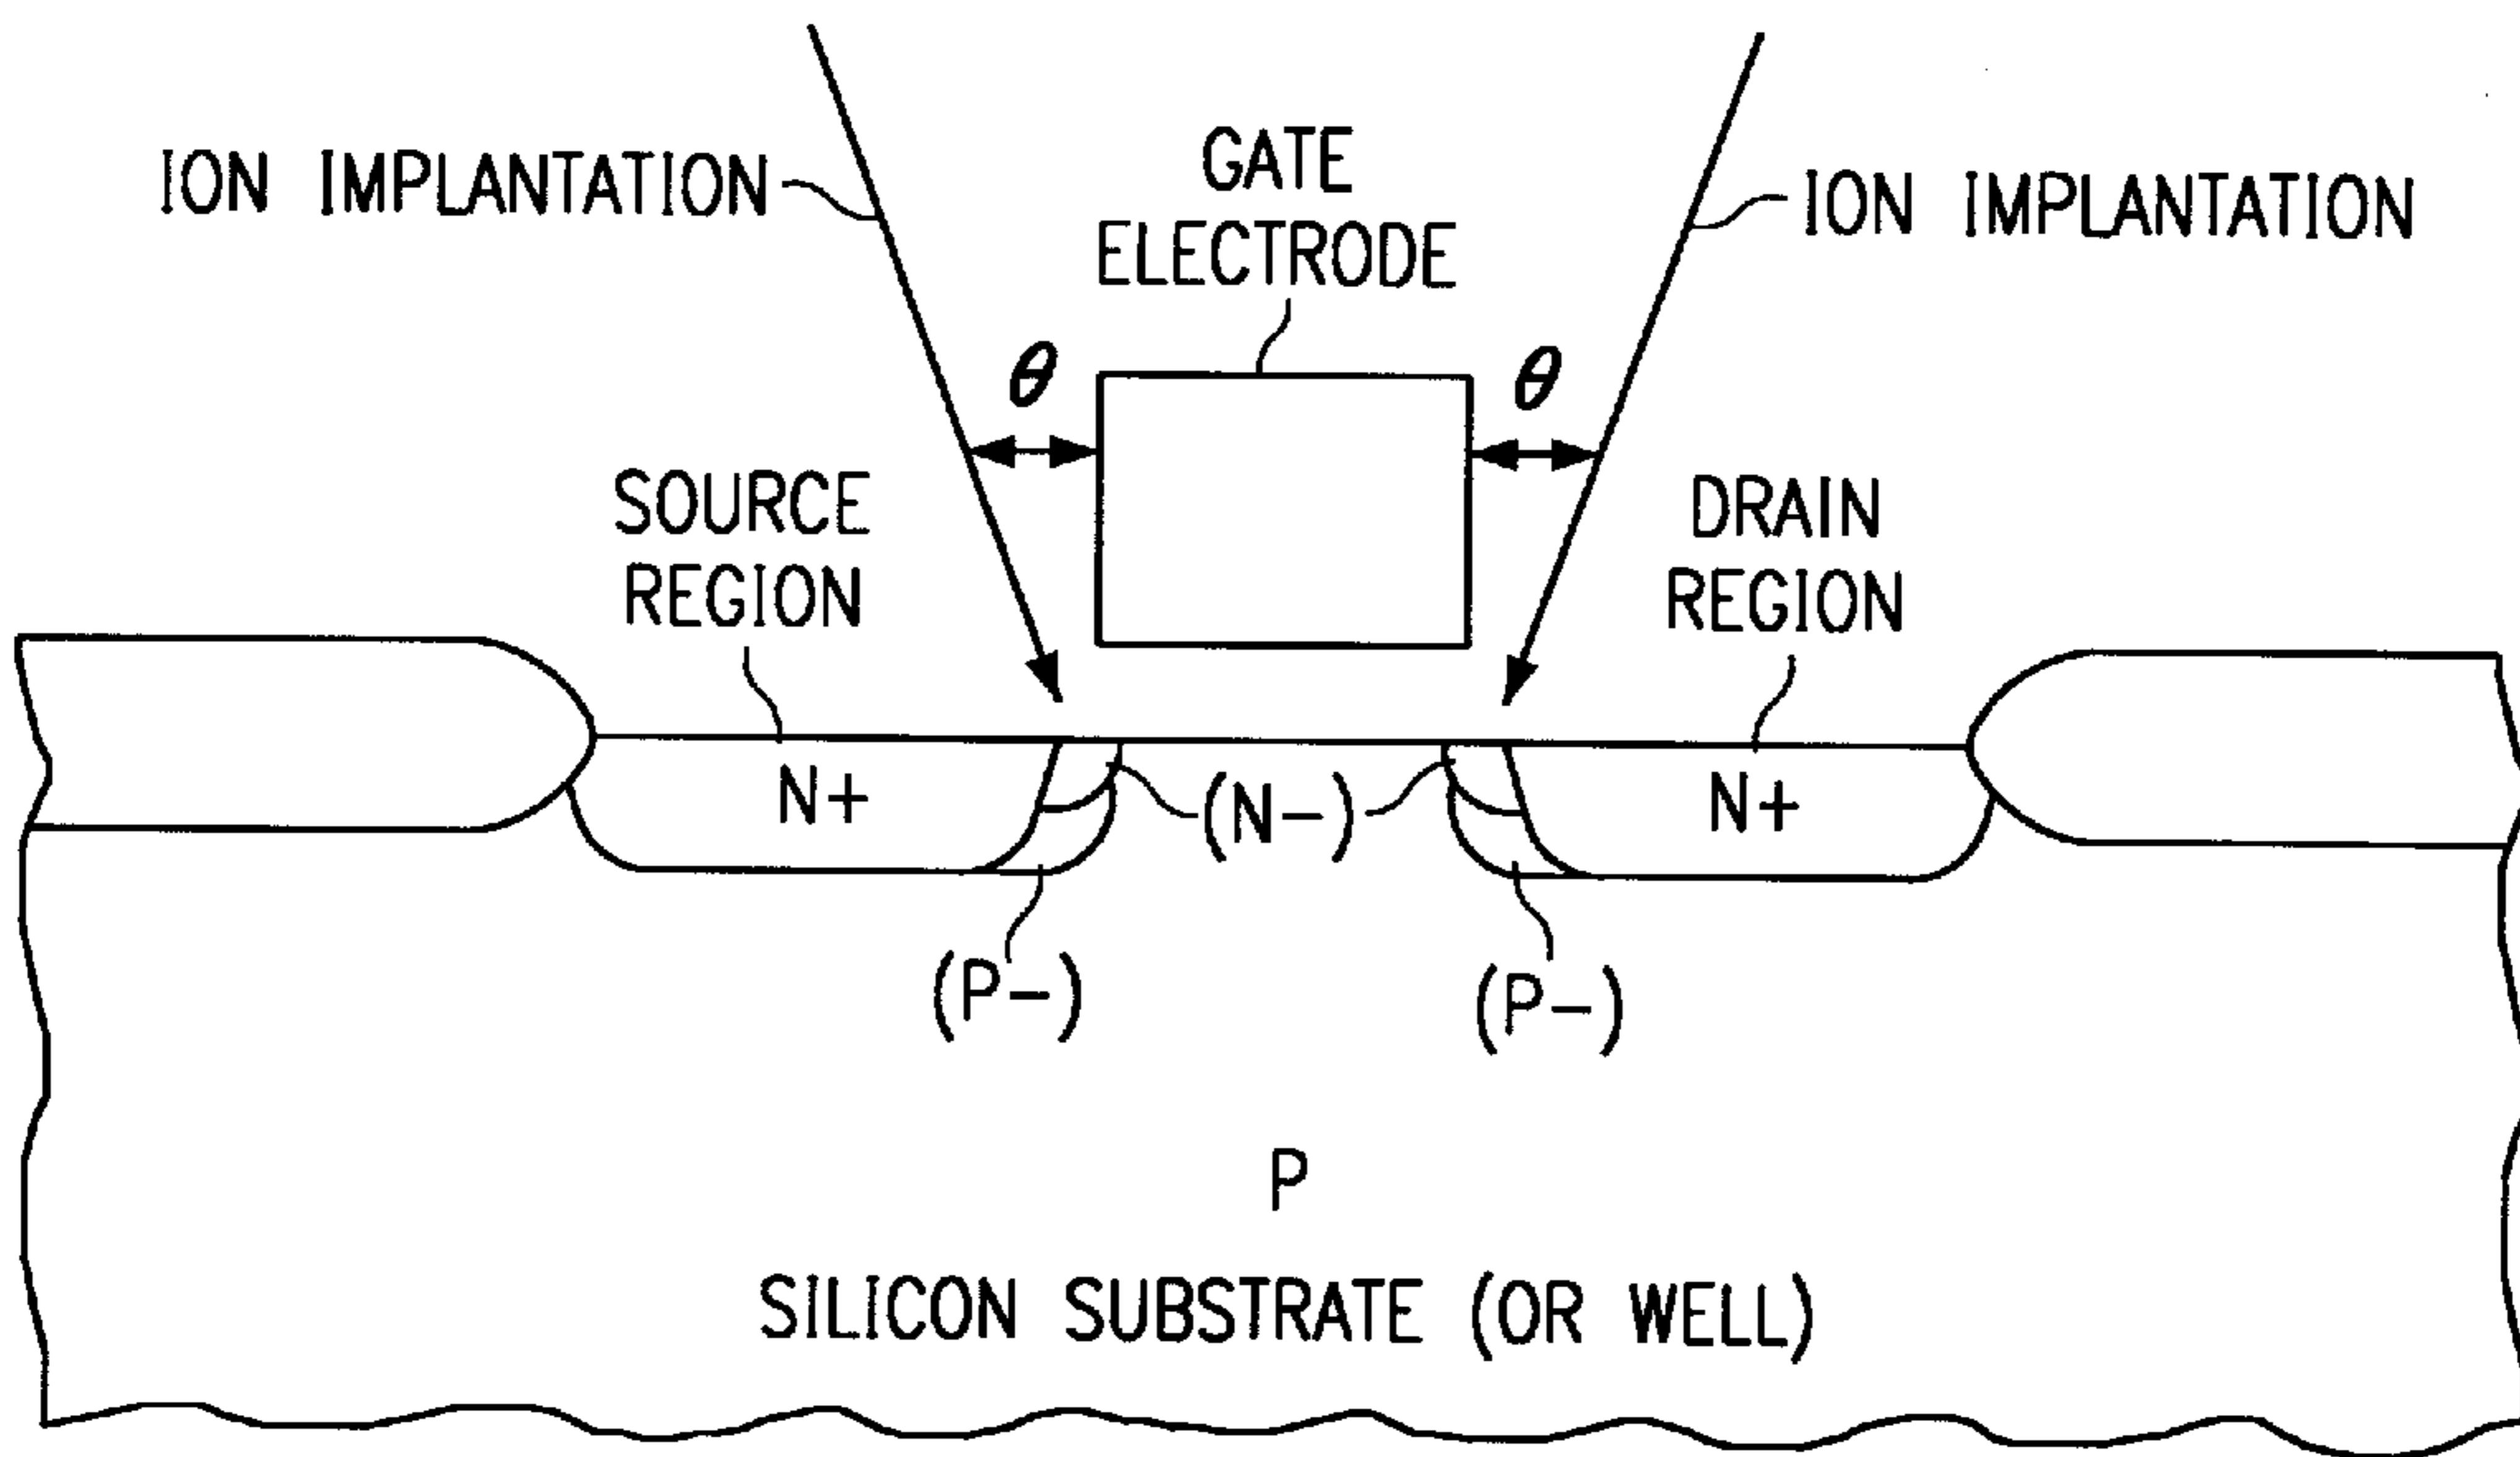 ION IMPLANTATION
GATE
ELECTRODE
ION IMPLANTATION
θ
θ
SOURCE
REGION
DRAIN
REGION
N+
(N-)
N+
(P-)
(P-)
P
SILICON SUBSTRATE (OR WELL)